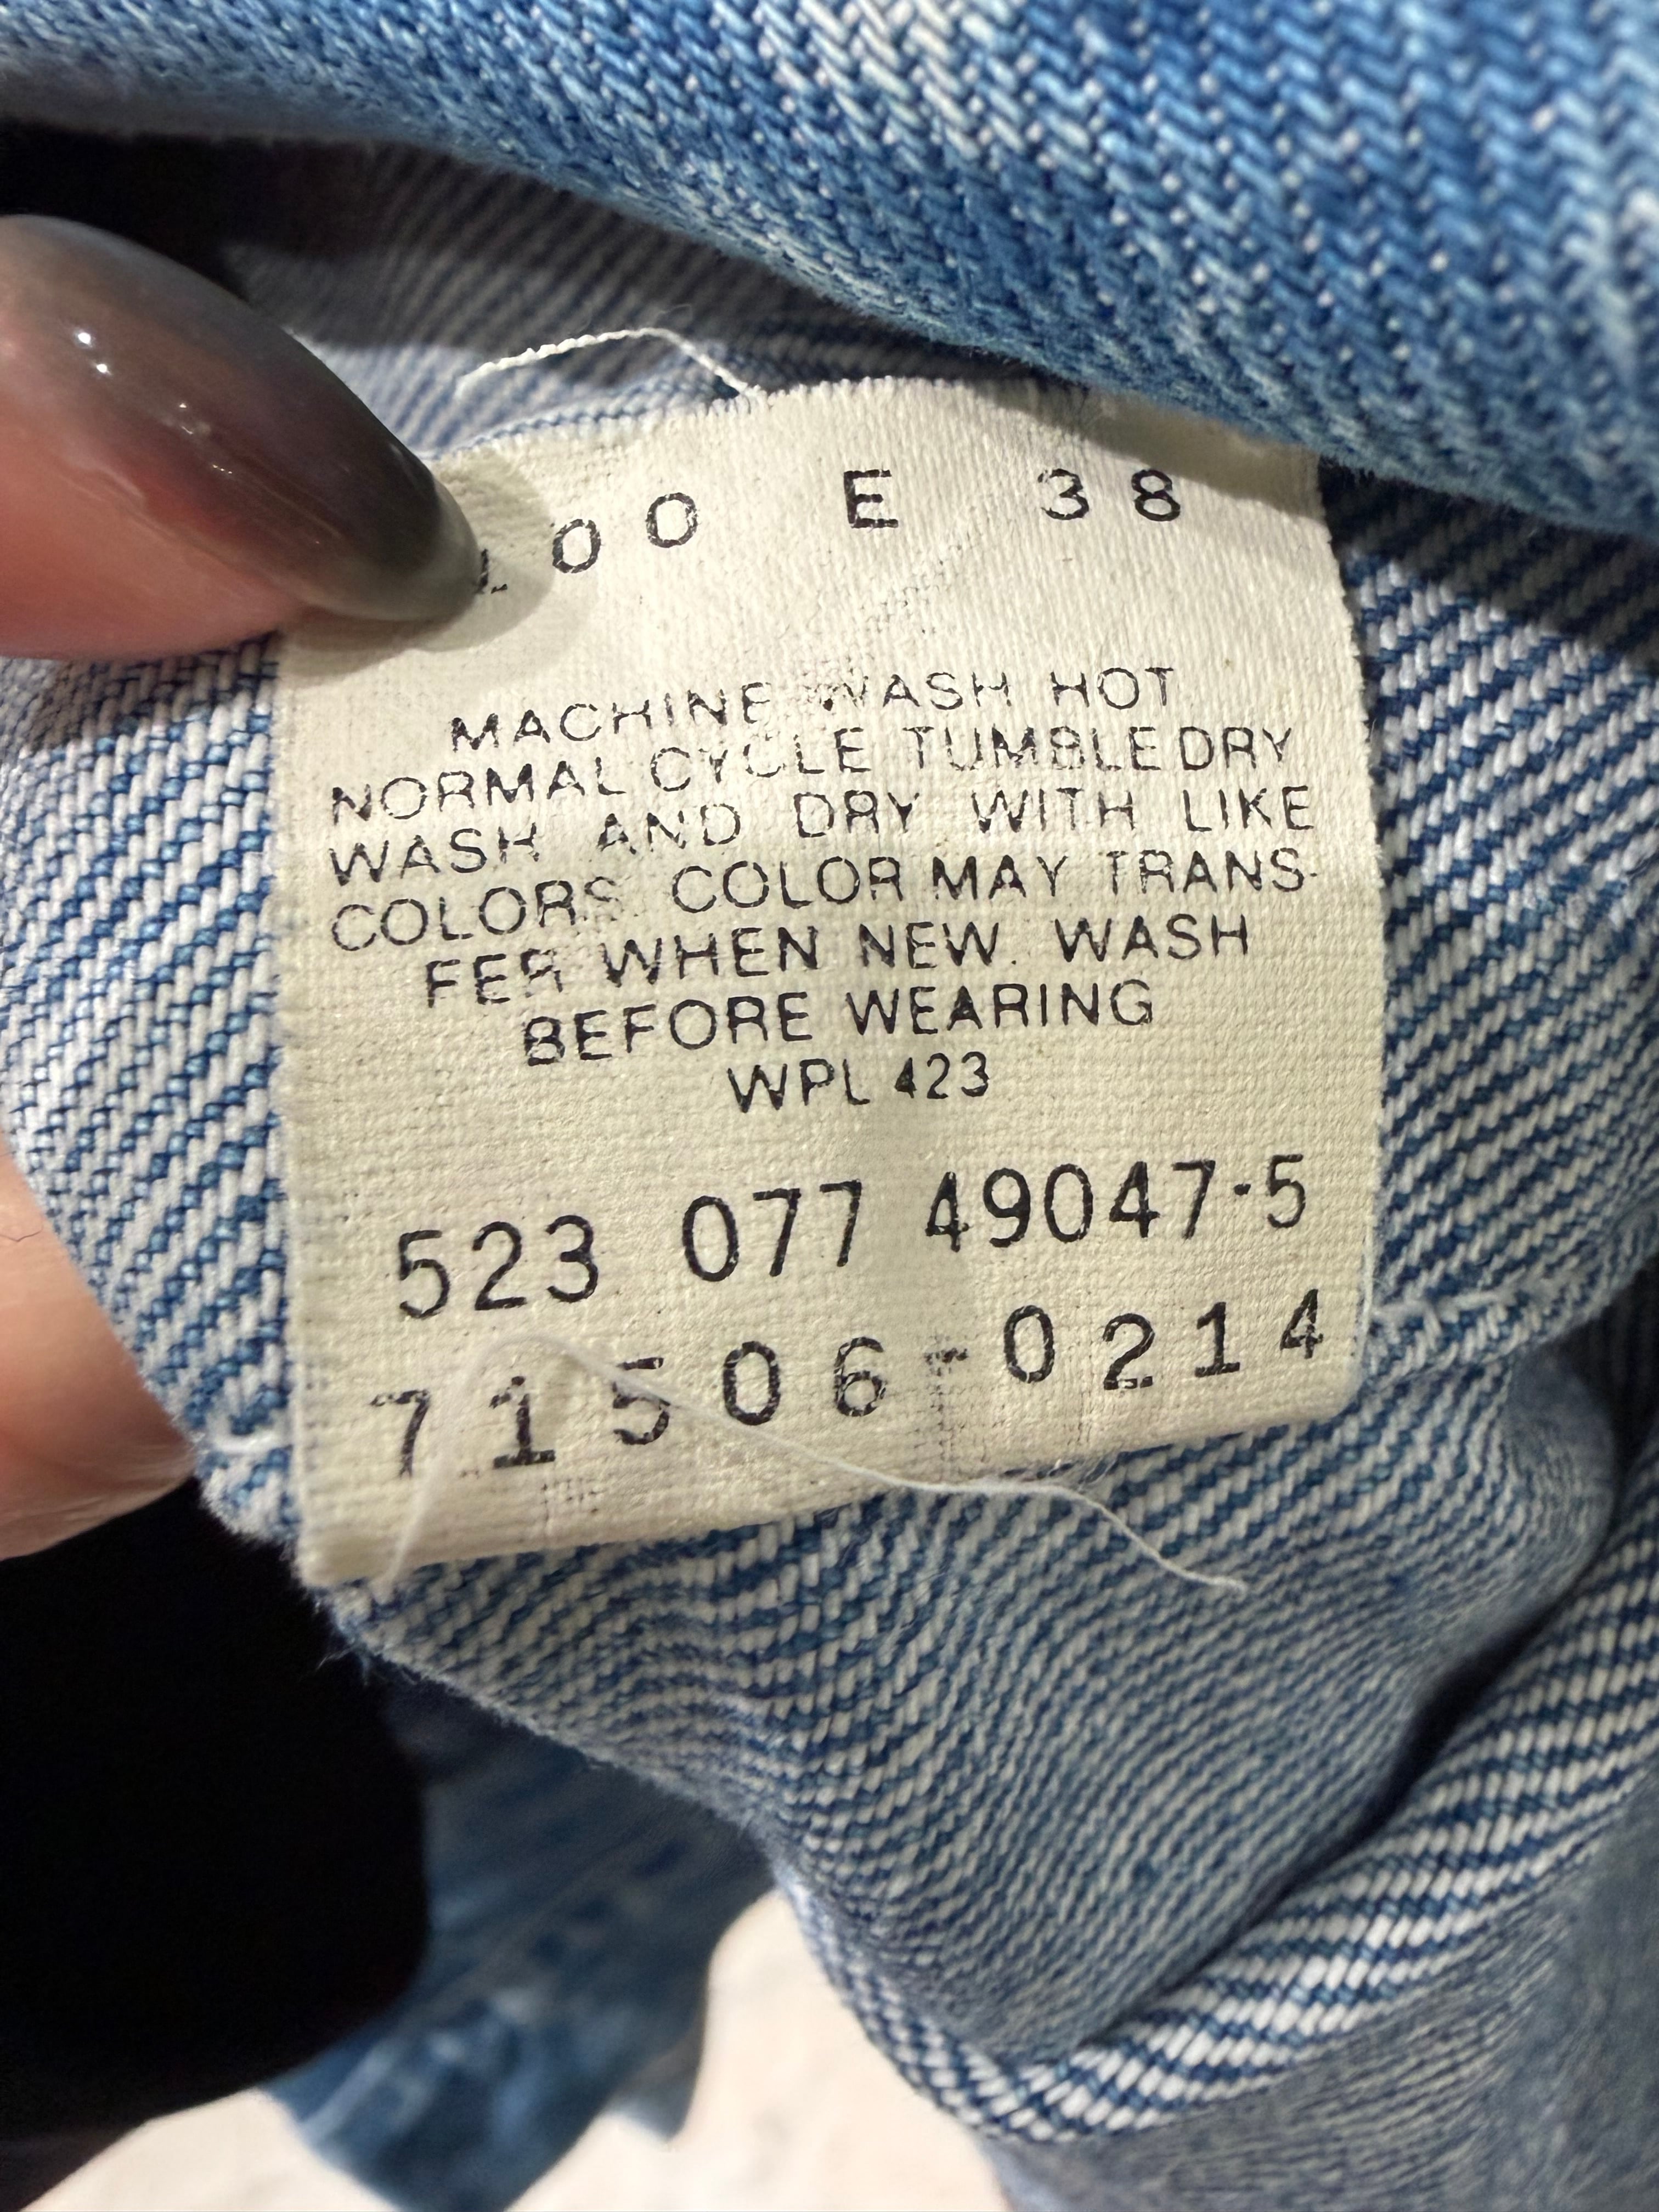 100 E 38
MACHINE WASH HOT
NORMAL CYCLE TUMBLE DRY
WASH AND DRY WITH LIKE
COLORS. COLOR MAY TRANS-
FER WHEN NEW. WASH
BEFORE WEARING
WPL 423
523 077 49047-5
71506-0214